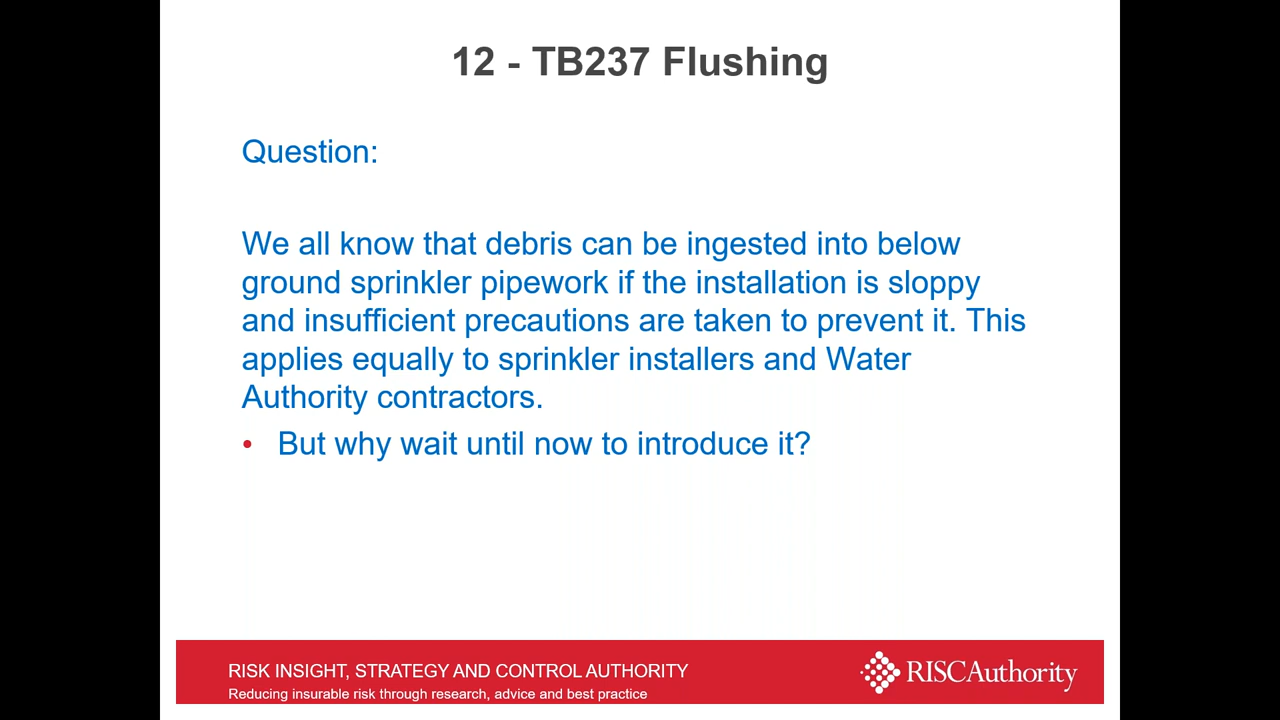 12 - TB237 Flushing
Question:
We all know that debris can be ingested into below
ground sprinkler pipework if the installation is sloppy
and insufficient precautions are taken to prevent it. This
applies equally to sprinkler installers and Water
Authority contractors.
• But why wait until now to introduce it?
RISK INSIGHT, STRATEGY AND CONTROL AUTHORITY
Reducing insurable risk through research, advice and best practice
RISCAuthority